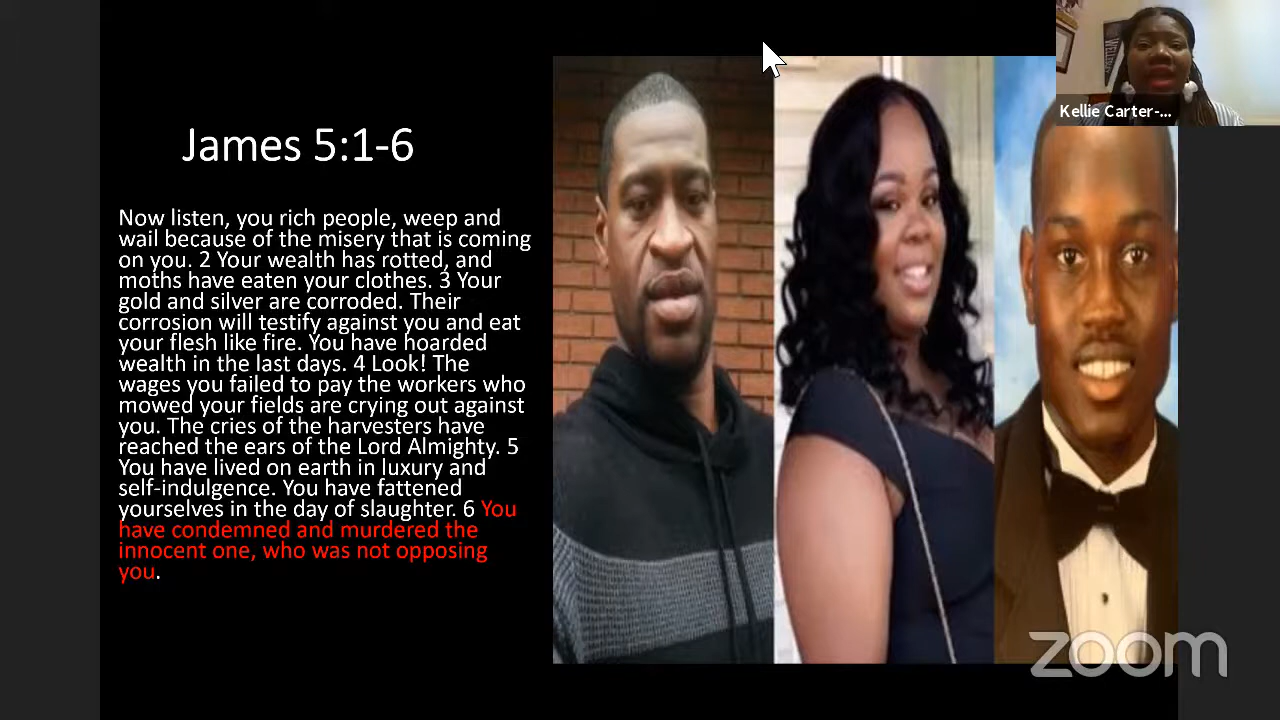 Kellie Carter-...
James 5:1-6
Now listen, you rich people, weep and
wail because of the misery that is coming
on you. 2 Your wealth has rotted, and
moths have eaten your clothes. 3 Your
gold and silver are corroded. Their
corrosion will testify against you and eat
your flesh like fire. You have hoarded
wealth in the last days. 4 Look! The
wages you failed to pay the workers who
mowed your fields are crying out against
you. The cries of the harvesters have
reached the ears of the Lord Almighty. 5
You have lived on earth in luxury and
self-indulgence. You have fattened
yourselves in the day of slaughter. 6 You
have condemned and murdered the
innocent one, who was not opposing
you.
zoom